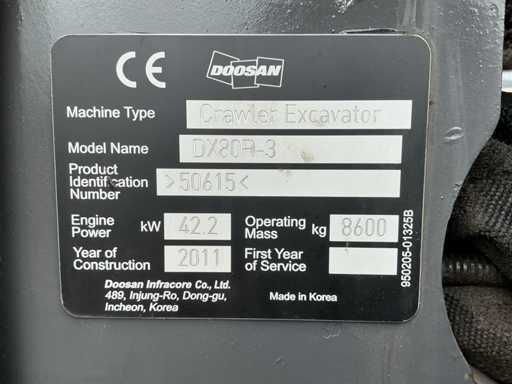 CE DOOSAN
Machine Type Crawler Excavator
Model Name DX80R-3
Product Identification Number >50615<
Engine Power kW 42.2 Operating Mass kg 8600
Year of Construction 2011 First Year of Service
Doosan Infracore Co., Ltd.
489, Injung-Ro, Dong-gu,
Incheon, Korea
Made in Korea
950205-01325B